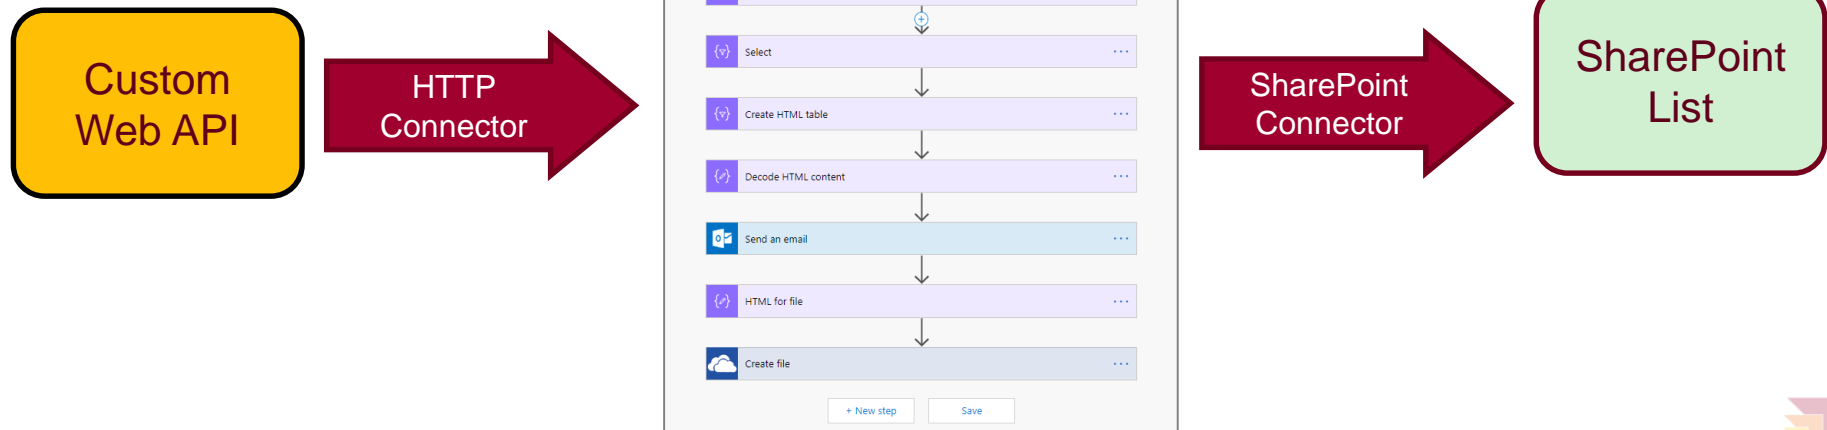 Custom
Web API
HTTP
Connector
Select
Create HTML table
Decode HTML content
Send an email
HTML for file
Create file
+ New step
Save
SharePoint
Connector
SharePoint
List